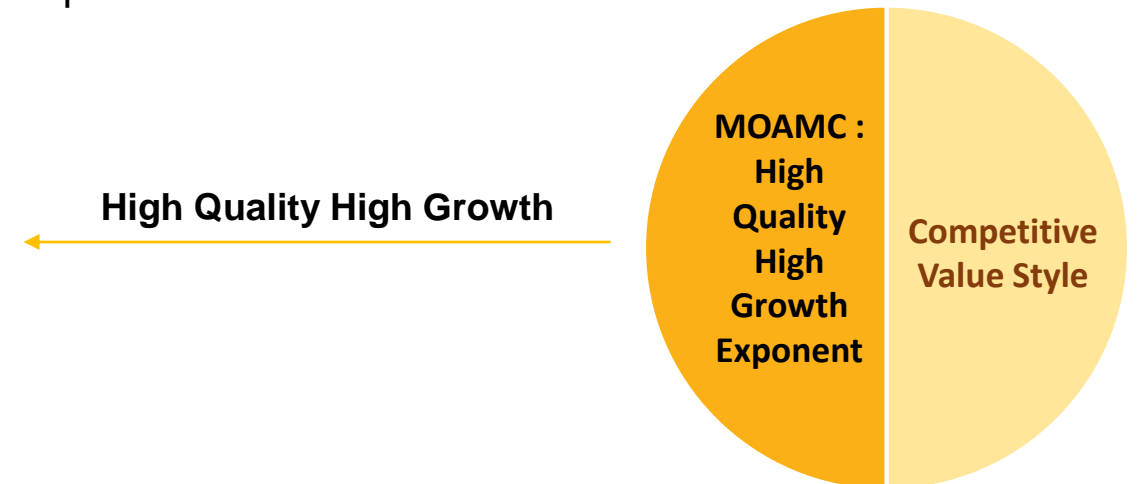 High Quality High Growth
MOAMC :
High
Quality
High
Growth
Exponent
Competitive
Value Style